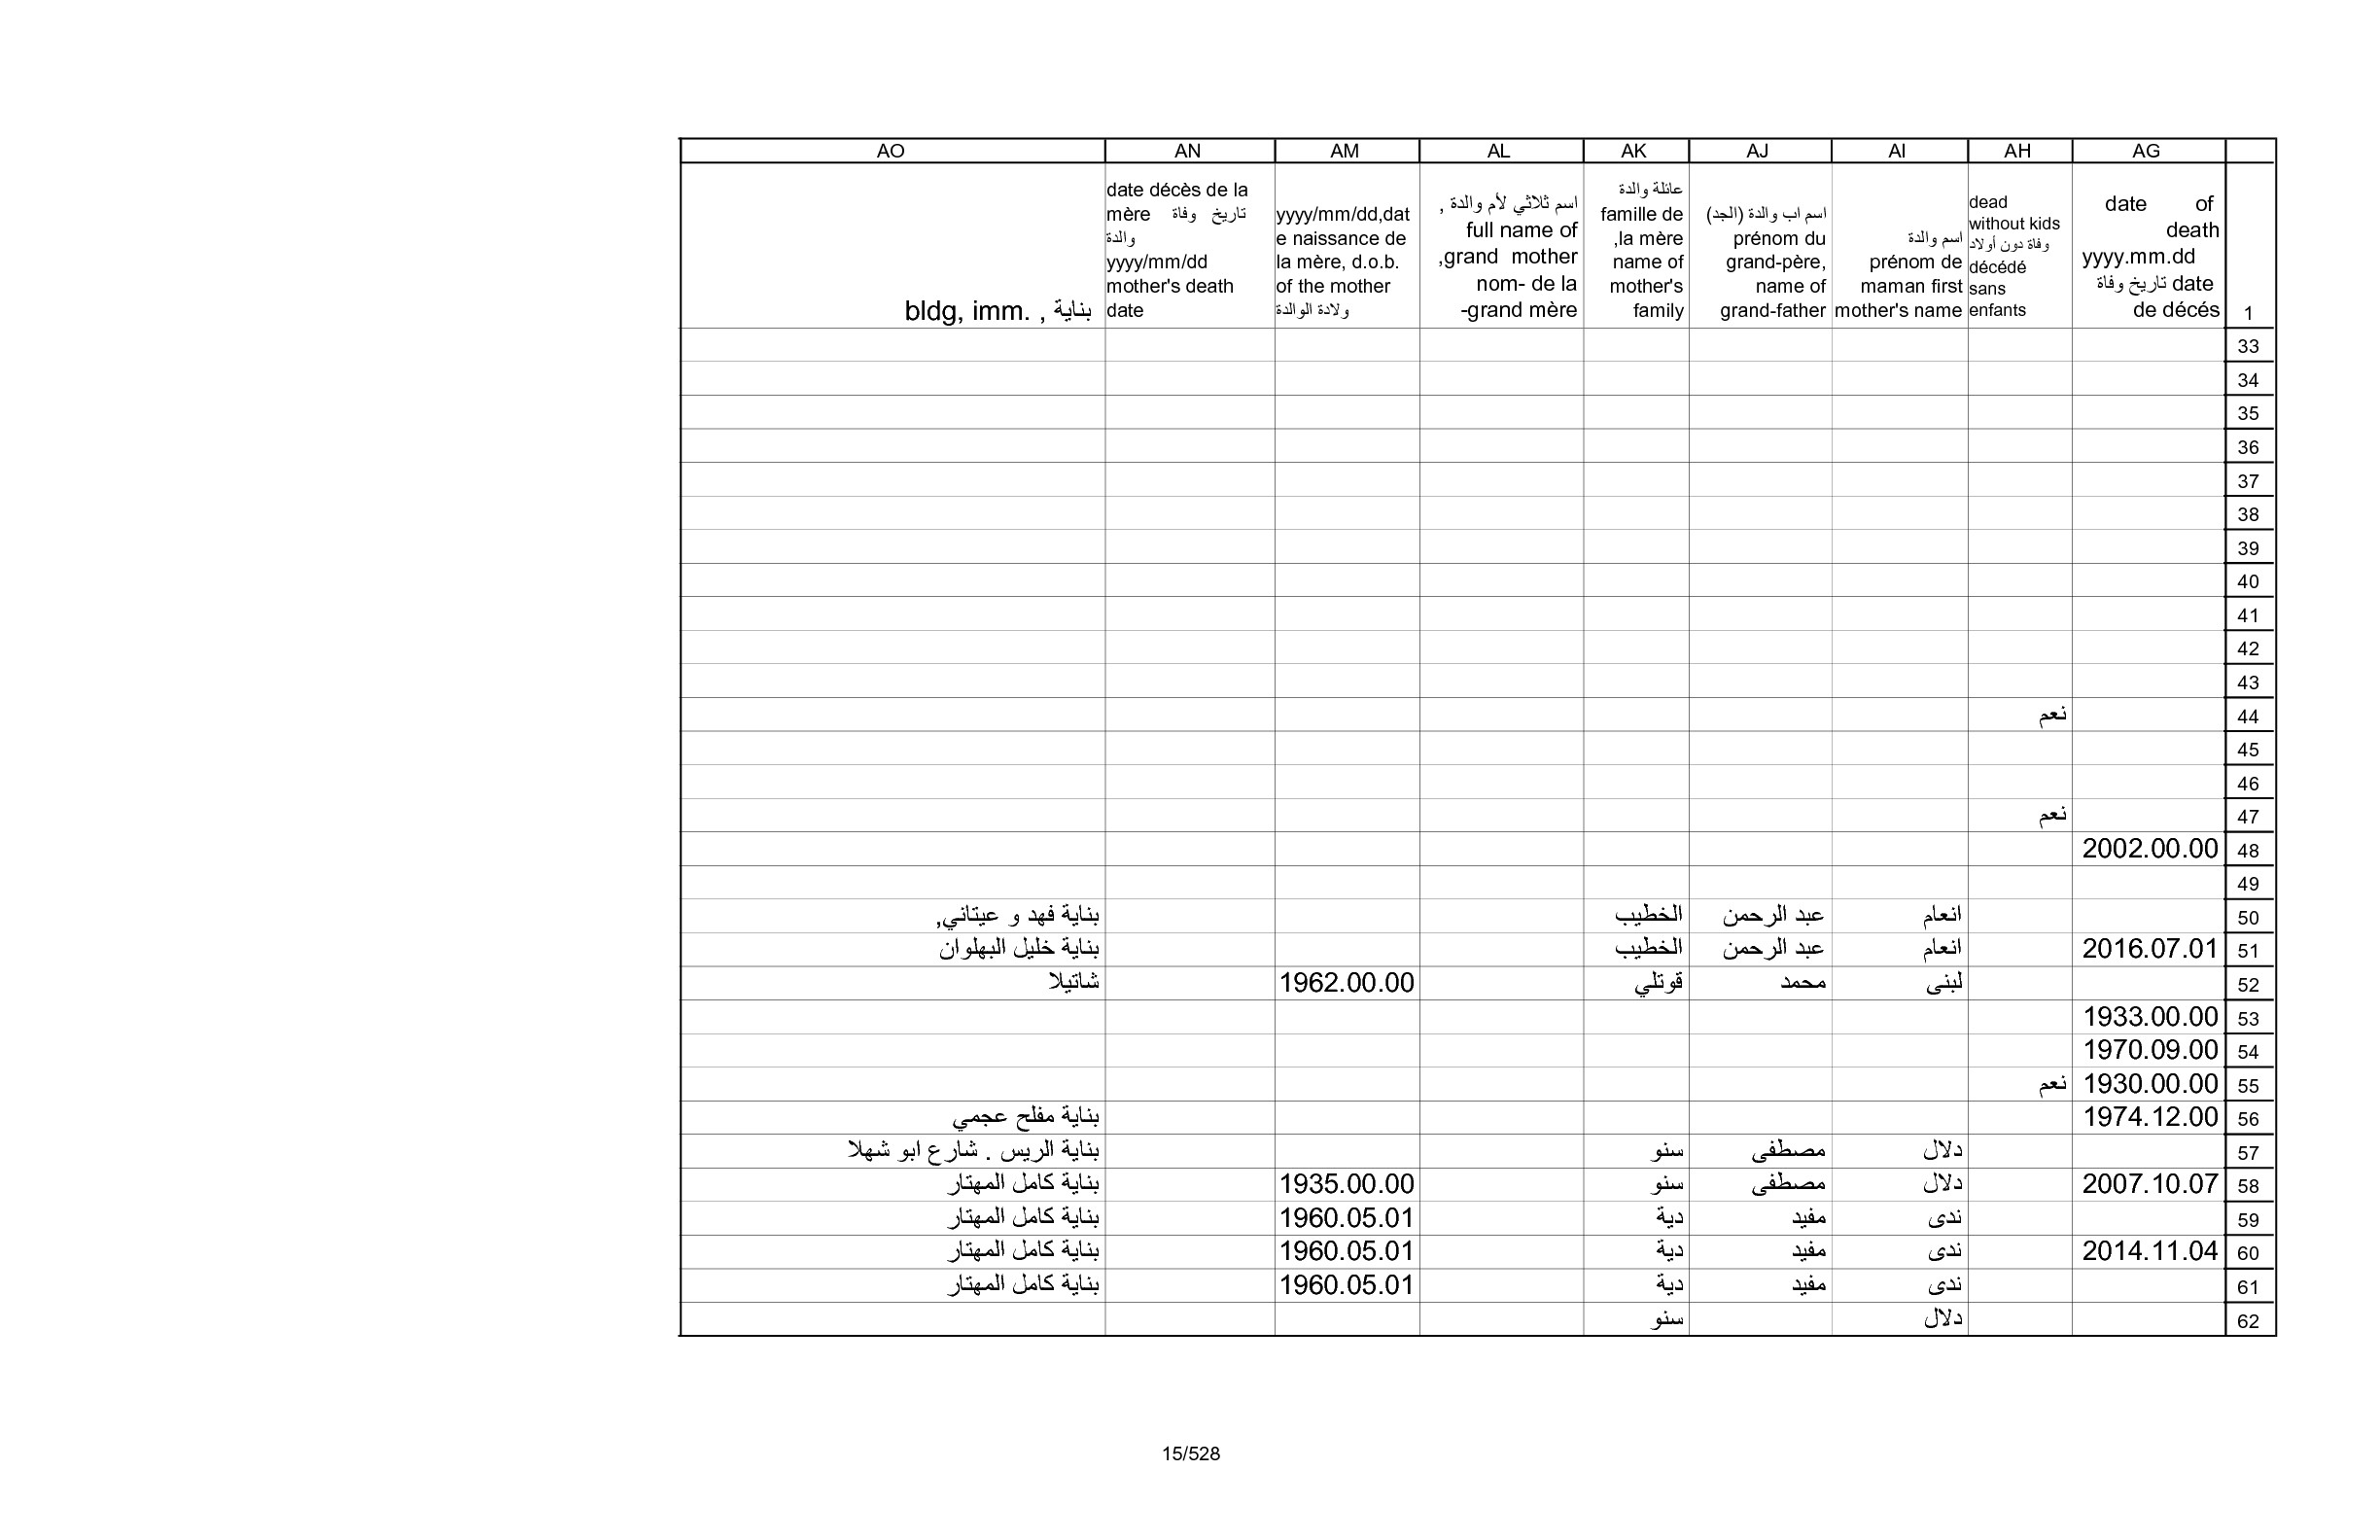 AG AH AI AJ AK AL AM AN AO
1
date of
death
yyyy.mm.dd
date تاريخ وفاة
de décés
dead
without kids
وفاة دون أولاد
décédé
sans
enfants
اسم والدة
prénom de
maman first
mother's name
اسم اب والدة (الجد)
prénom du
grand-père,
name of
grand-father
عائلة والدة
famille de
,la mère
name of
mother's
family
اسم ثلاثي لأم والدة ,
full name of
,grand mother
nom- de la
-grand mère
yyyy/mm/dd,dat
e naissance de
la mère, d.o.b.
of the mother
ولادة الوالدة
date décès de la
mère تاريخ وفاة
والدة
yyyy/mm/dd
mother's death
date
bldg, imm. , بناية
33
34
35
36
37
38
39
40
41
42
43
44 نعم
45
46
47 نعم
48 2002.00.00
49
50 انعام عبد الرحمن الخطيب بناية فهد و عيتاني,
51 2016.07.01 انعام عبد الرحمن الخطيب بناية خليل البهلوان
52 لبنى محمد قوتلي 1962.00.00 شاتيلا
53 1933.00.00
54 1970.09.00
55 1930.00.00 نعم
56 1974.12.00 بناية مفلح عجمي
57 دلال مصطفى سنو بناية الريس . شارع ابو شهلا
58 2007.10.07 دلال مصطفى سنو 1935.00.00 بناية كامل المهتار
59 ندى مفيد دية 1960.05.01 بناية كامل المهتار
60 2014.11.04 ندى مفيد دية 1960.05.01 بناية كامل المهتار
61 ندى مفيد دية 1960.05.01 بناية كامل المهتار
62 دلال سنو
15/528